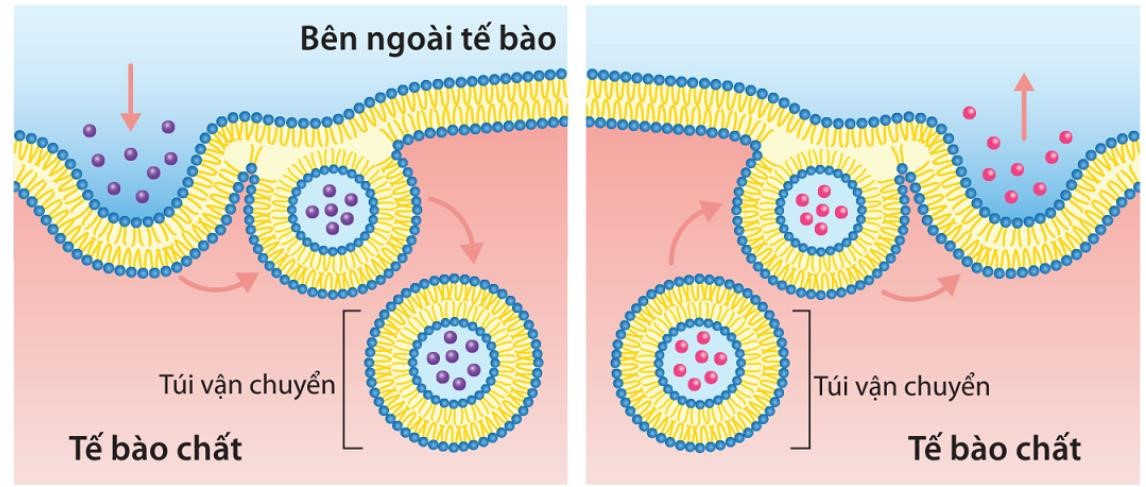 Bên ngoài tế bào
Túi vận chuyển
Tế bào chất
Túi vận chuyển
Tế bào chất